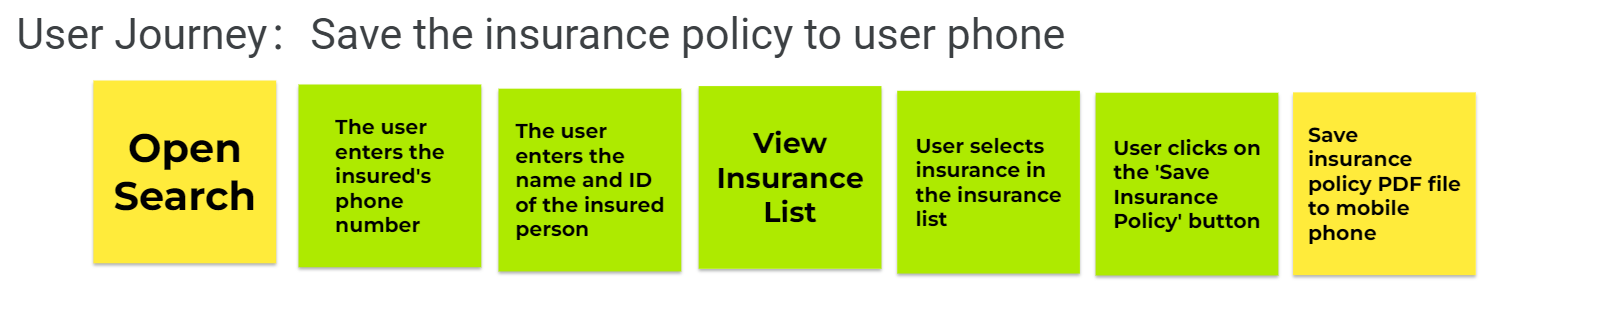 User Journey: Save the insurance policy to user phone
Open
Search
The user
enters the
insured's
phone
number
The user
enters the
name and ID
of the insured
person
View
Insurance
List
User selects
insurance in
the insurance
list
User clicks on
the 'Save
Insurance
Policy' button
Save
insurance
policy PDF file
to mobile
phone